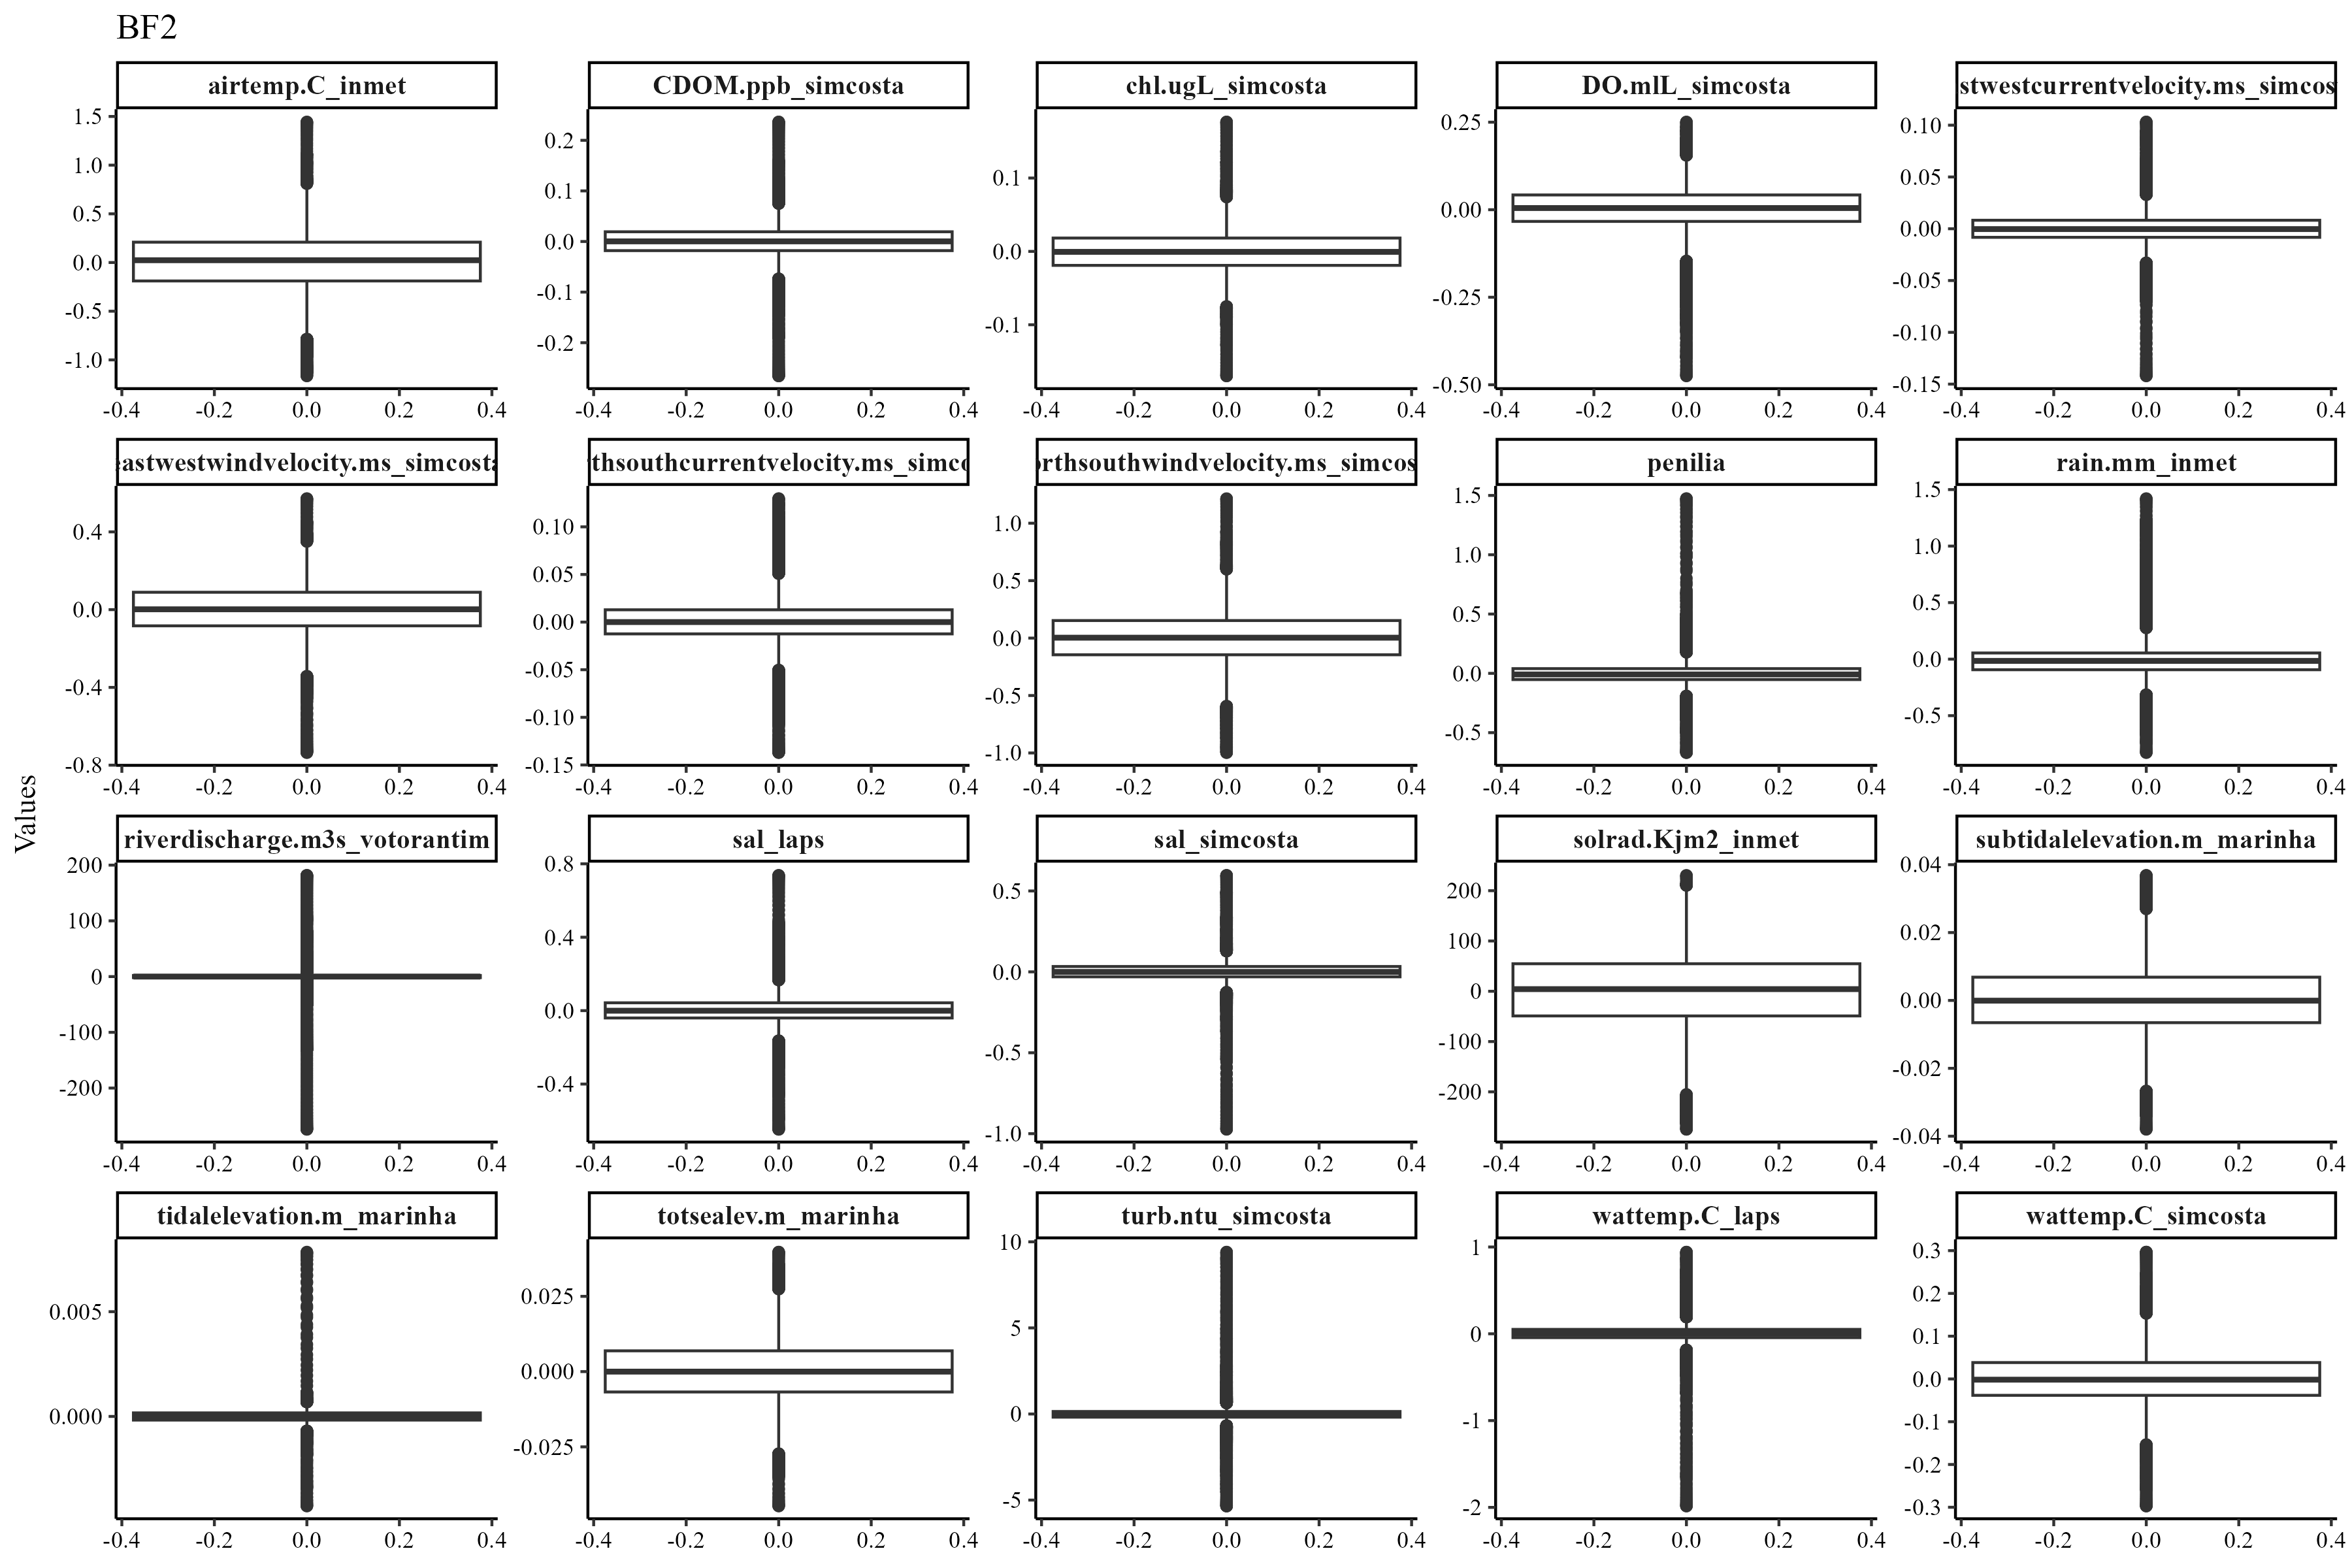 BF2
airtemp.C_inmet CDOM.ppb_simcosta chl.ugL_simcosta DO.mlL_simcosta stwestcurrentvelocity.ms_simcos
1.5 1.0 0.5 0.0 -0.5 -1.0
0.2 0.1 0.0 -0.1 -0.2
0.1 0.0 -0.1
0.25 0.00 -0.25 -0.50
0.10 0.05 0.00 -0.05 -0.10 -0.15
-0.4 -0.2 0.0 0.2 0.4 -0.4 -0.2 0.0 0.2 0.4 -0.4 -0.2 0.0 0.2 0.4 -0.4 -0.2 0.0 0.2 0.4 -0.4 -0.2 0.0 0.2 0.4
astwestwindvelocity.ms_simcosta thsouthcurrentvelocity.ms_simco rthsouthwindvelocity.ms_simcos penilia rain.mm_inmet
0.4 0.0 -0.4 -0.8
0.10 0.05 0.00 -0.05 -0.10 -0.15
1.0 0.5 0.0 -0.5 -1.0
1.5 1.0 0.5 0.0 -0.5
1.5 1.0 0.5 0.0 -0.5
-0.4 -0.2 0.0 0.2 0.4 -0.4 -0.2 0.0 0.2 0.4 -0.4 -0.2 0.0 0.2 0.4 -0.4 -0.2 0.0 0.2 0.4 -0.4 -0.2 0.0 0.2 0.4
Values
riverdischarge.m3s_votorantim sal_laps sal_simcosta solrad.Kjm2_inmet subtidalelevation.m_marinha
200 100 0 -100 -200
0.8 0.4 0.0 -0.4
0.5 0.0 -0.5 -1.0
200 100 0 -100 -200
0.04 0.02 0.00 -0.02 -0.04
-0.4 -0.2 0.0 0.2 0.4 -0.4 -0.2 0.0 0.2 0.4 -0.4 -0.2 0.0 0.2 0.4 -0.4 -0.2 0.0 0.2 0.4 -0.4 -0.2 0.0 0.2 0.4
tidalelevation.m_marinha totsealev.m_marinha turb.ntu_simcosta wattemp.C_laps wattemp.C_simcosta
0.005 0.000
0.025 0.000 -0.025
10 5 0 -5
1 0 -1 -2
0.3 0.2 0.1 0.0 -0.1 -0.2 -0.3
-0.4 -0.2 0.0 0.2 0.4 -0.4 -0.2 0.0 0.2 0.4 -0.4 -0.2 0.0 0.2 0.4 -0.4 -0.2 0.0 0.2 0.4 -0.4 -0.2 0.0 0.2 0.4